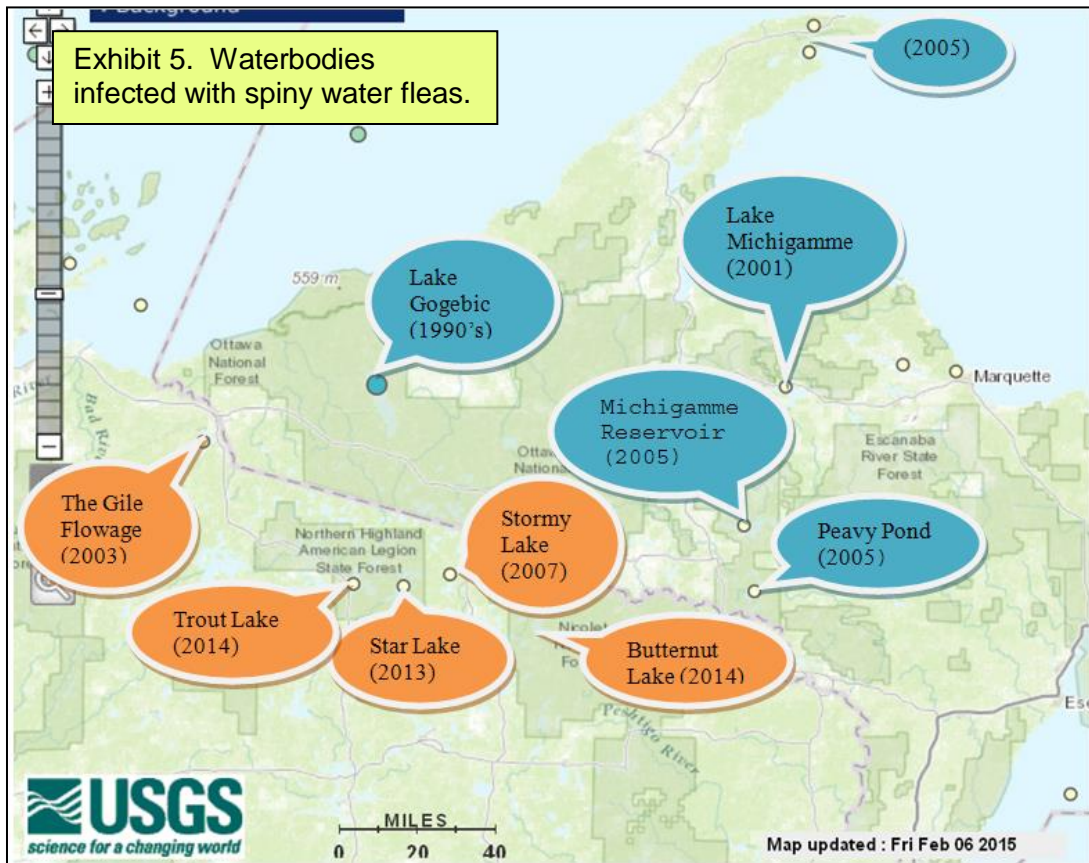 Exhibit 5. Waterbodies
infected with spiny water fleas.
(2005)
Lake
Michigamme
(2001)
559 m
Lake
Gogebic
(1990's)
Ottawa
National
Forest
River
Bad
Marquette
Michigamme
Reservoir
(2005)
Escanaba
River State
Forest
The Gile
Flowage
(2003)
Stormy
Lake
(2007)
Peavy Pond
(2005)
Northern Highland
American Legion
State Forest
Trout Lake
(2014)
Star Lake
(2013)
Butternut
Lake (2014)
Peshtigo River
USGS
science for a changing world
MILES
0 20 40
Map updated : Fri Feb 06 2015